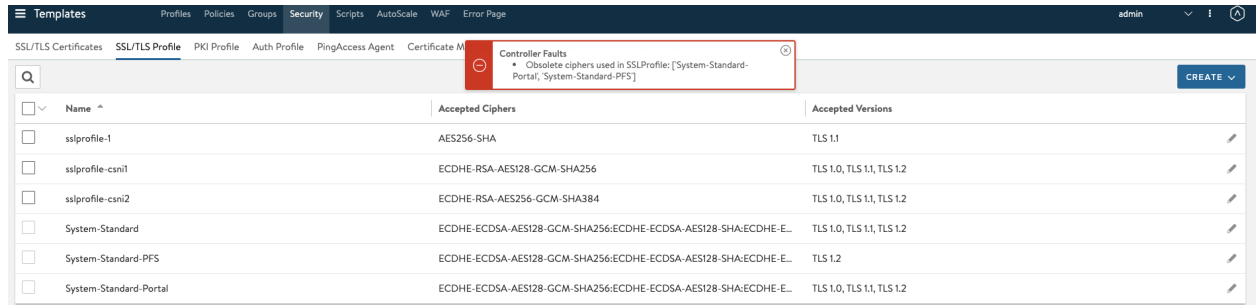 Templates Profiles Policies Groups Security Scripts AutoScale WAF Error Page admin
SSL/TLS Certificates SSL/TLS Profile PKI Profile Auth Profile PingAccess Agent Certificate M
Controller Faults
• Obsolete ciphers used in SSLProfile: ['System-Standard-
Portal', 'System-Standard-PFS']
CREATE
Name Accepted Ciphers Accepted Versions
sslprofile-1 AES256-SHA TLS 1.1
sslprofile-csni1 ECDHE-RSA-AES128-GCM-SHA256 TLS 1.0, TLS 1.1, TLS 1.2
sslprofile-csni2 ECDHE-RSA-AES256-GCM-SHA384 TLS 1.0, TLS 1.1, TLS 1.2
System-Standard ECDHE-ECDSA-AES128-GCM-SHA256:ECDHE-ECDSA-AES128-SHA:ECDHE-E... TLS 1.0, TLS 1.1, TLS 1.2
System-Standard-PFS ECDHE-ECDSA-AES128-GCM-SHA256:ECDHE-ECDSA-AES128-SHA:ECDHE-E... TLS 1.2
System-Standard-Portal ECDHE-ECDSA-AES128-GCM-SHA256:ECDHE-ECDSA-AES128-SHA:ECDHE-E... TLS 1.0, TLS 1.1, TLS 1.2